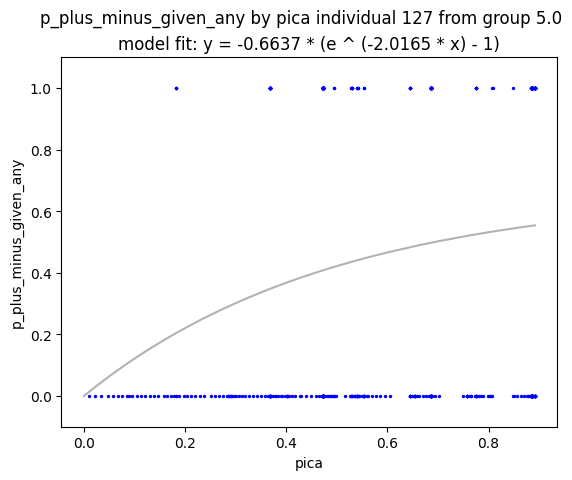 p_plus_minus_given_any by pica individual 127 from group 5.0
model fit: y = -0.6637 * (e ^ (-2.0165 * x) - 1)
1.0
0.8
0.6
0.4
0.2
0.0
p_plus_minus_given_any
0.0 0.2 0.4 0.6 0.8
pica